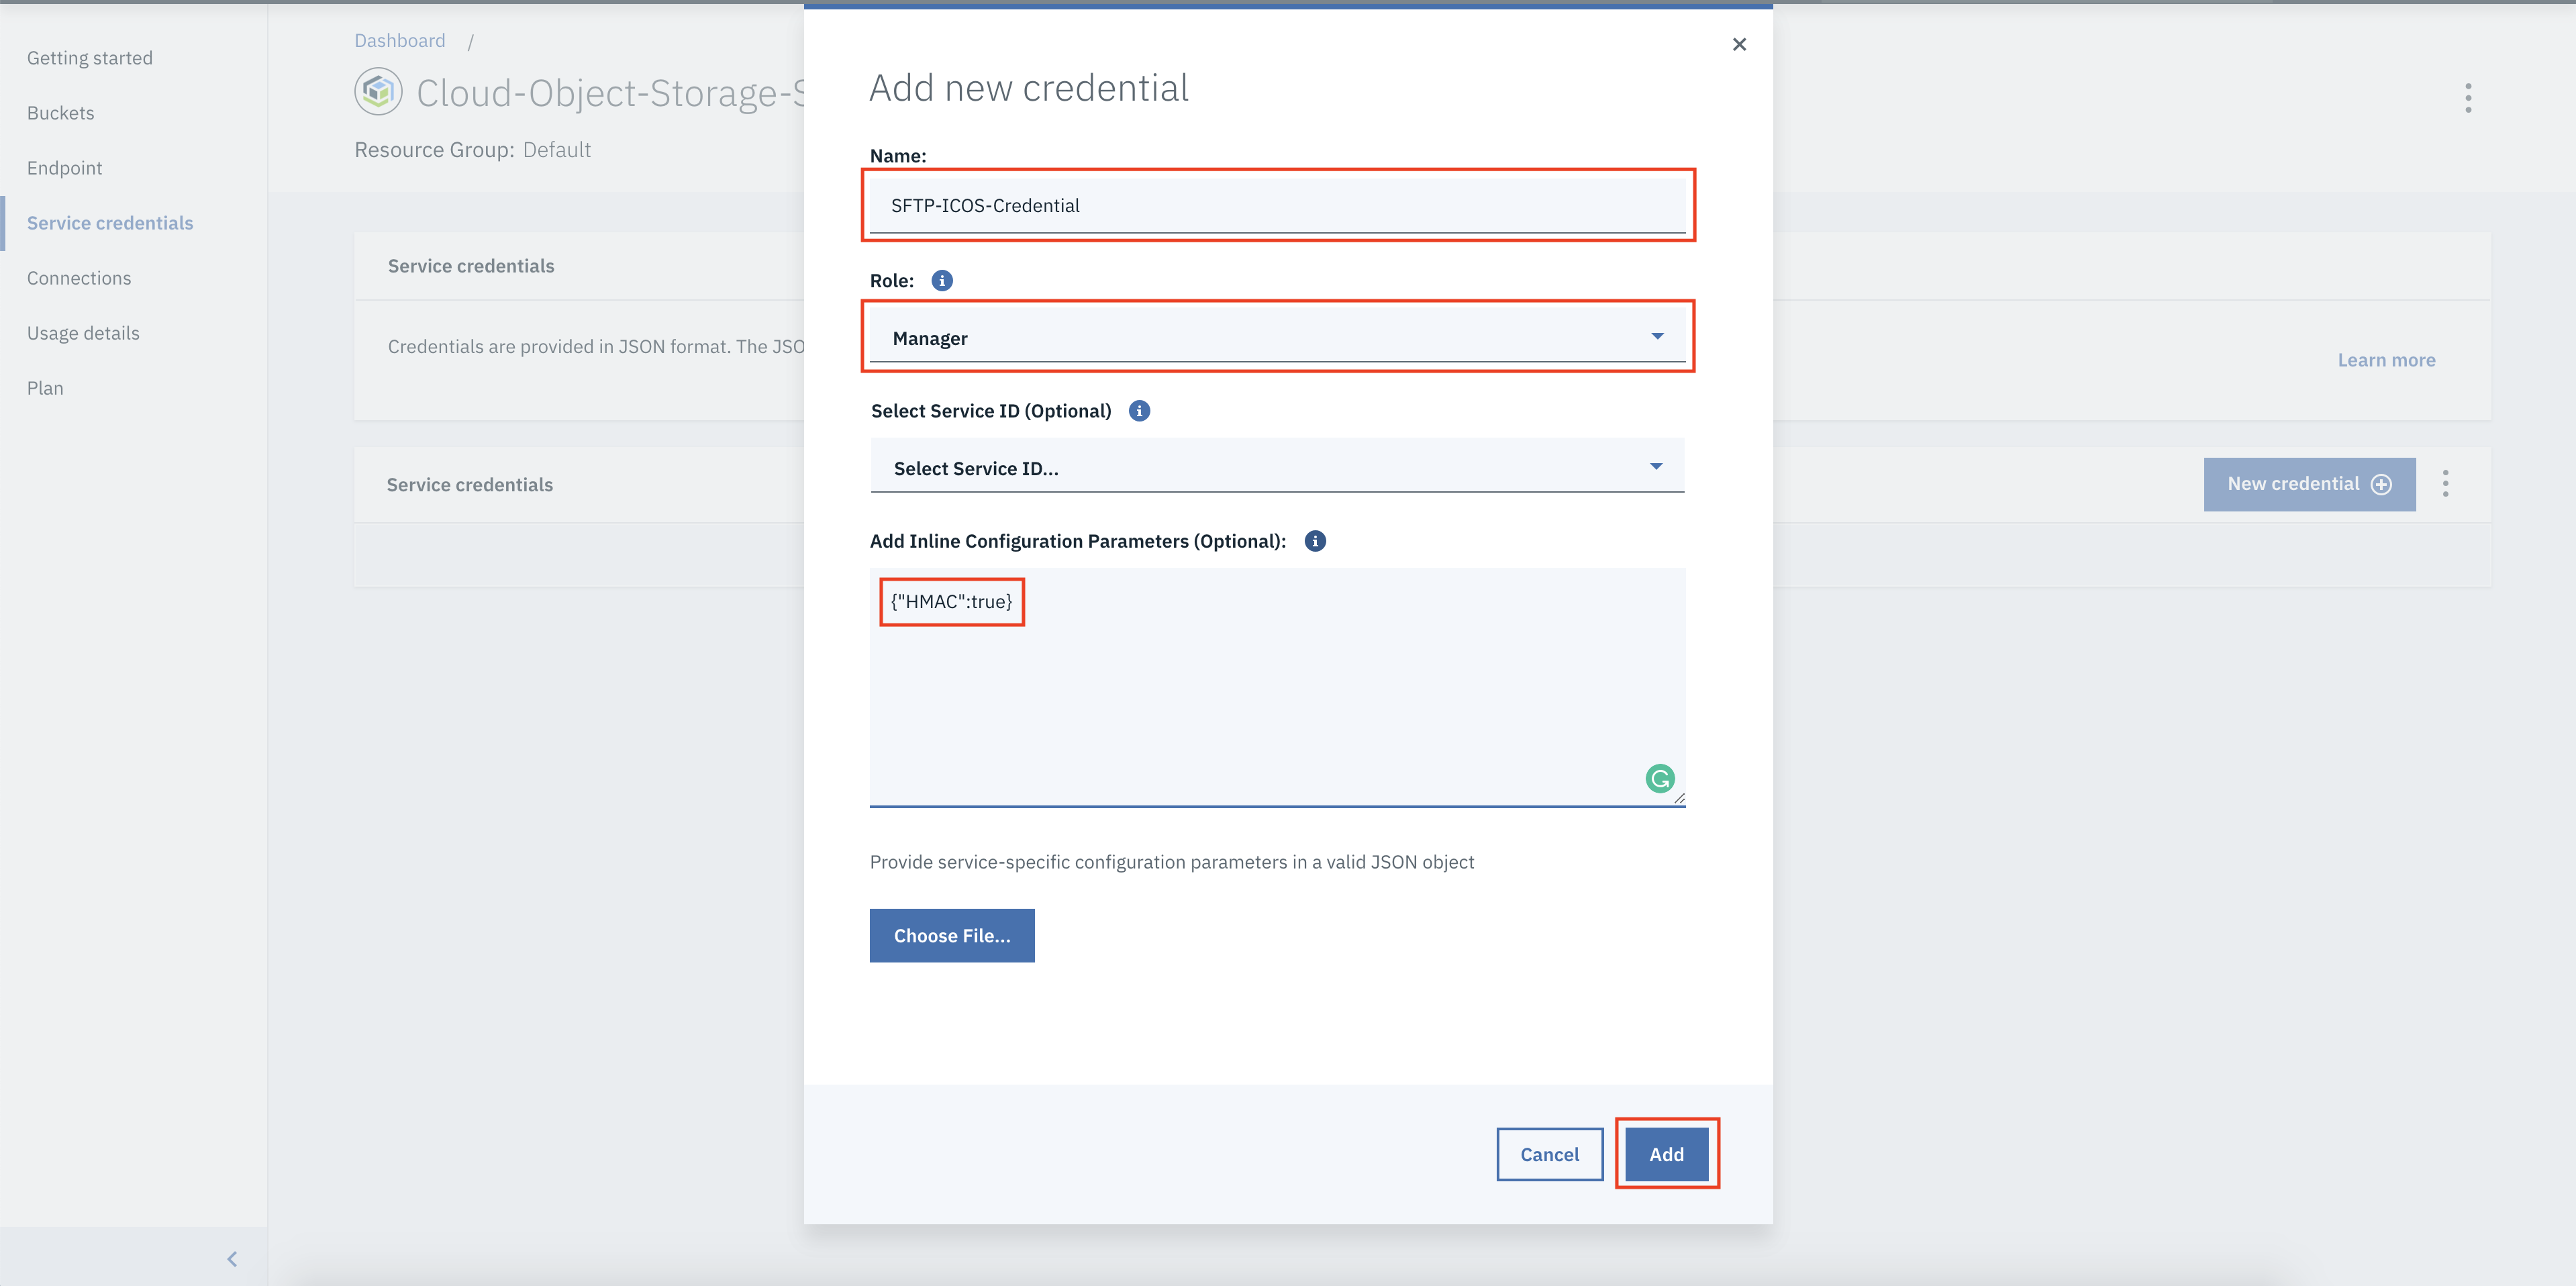 Getting started
Buckets
Endpoint
Service credentials
Connections
Usage details
Plan
Dashboard /
Cloud-Object-Storage-
Resource Group: Default
Service credentials
Credentials are provided in JSON format. The JSO
Learn more
Service credentials
New credential
Add new credential
Name:
SFTP-ICOS-Credential
Role:
Manager
Select Service ID (Optional)
Select Service ID...
Add Inline Configuration Parameters (Optional):
{"HMAC":true}
Provide service-specific configuration parameters in a valid JSON object
Choose File...
Cancel
Add